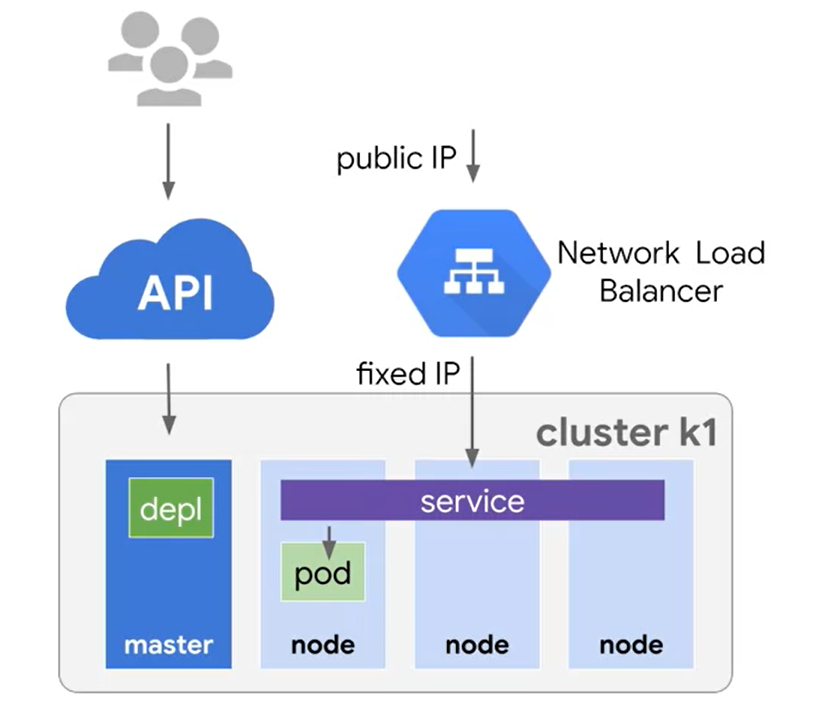 public IP
API
Network Load
Balancer
fixed IP
cluster k1
depl
service
pod
master
node
node
node